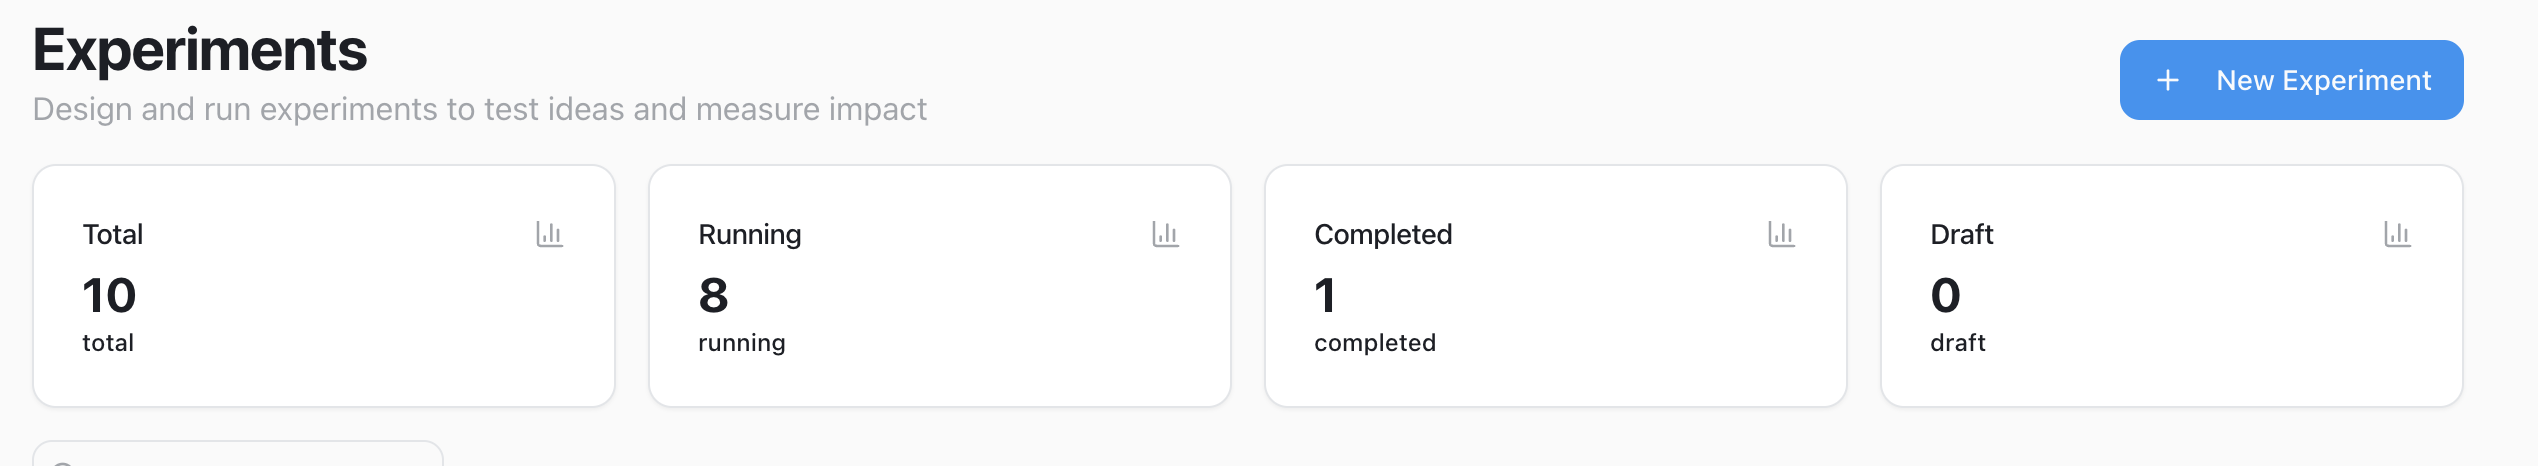 Experiments
Design and run experiments to test ideas and measure impact
New Experiment
Total
10
total
Running
8
running
Completed
1
completed
Draft
0
draft